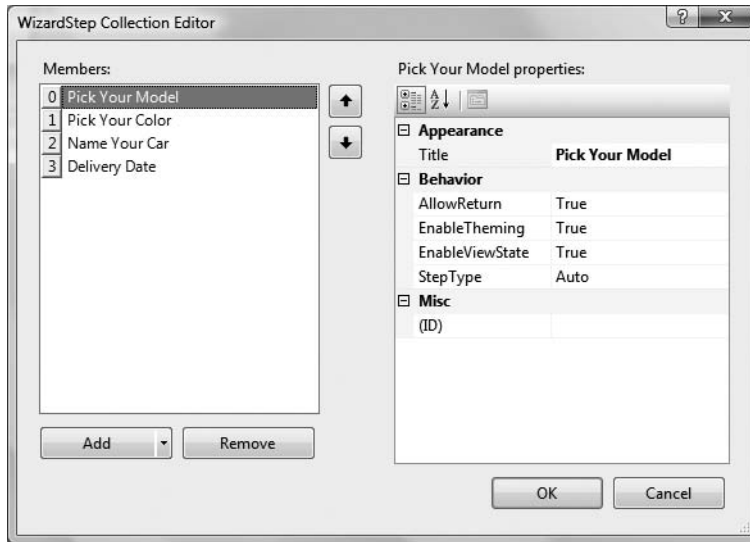 WizardStep Collection Editor
Members:
0 Pick Your Model
1 Pick Your Color
2 Name Your Car
3 Delivery Date
Add
Remove
Pick Your Model properties:
Appearance
Title Pick Your Model
Behavior
AllowReturn True
EnableTheming True
EnableViewState True
StepType Auto
Misc
(ID)
OK
Cancel